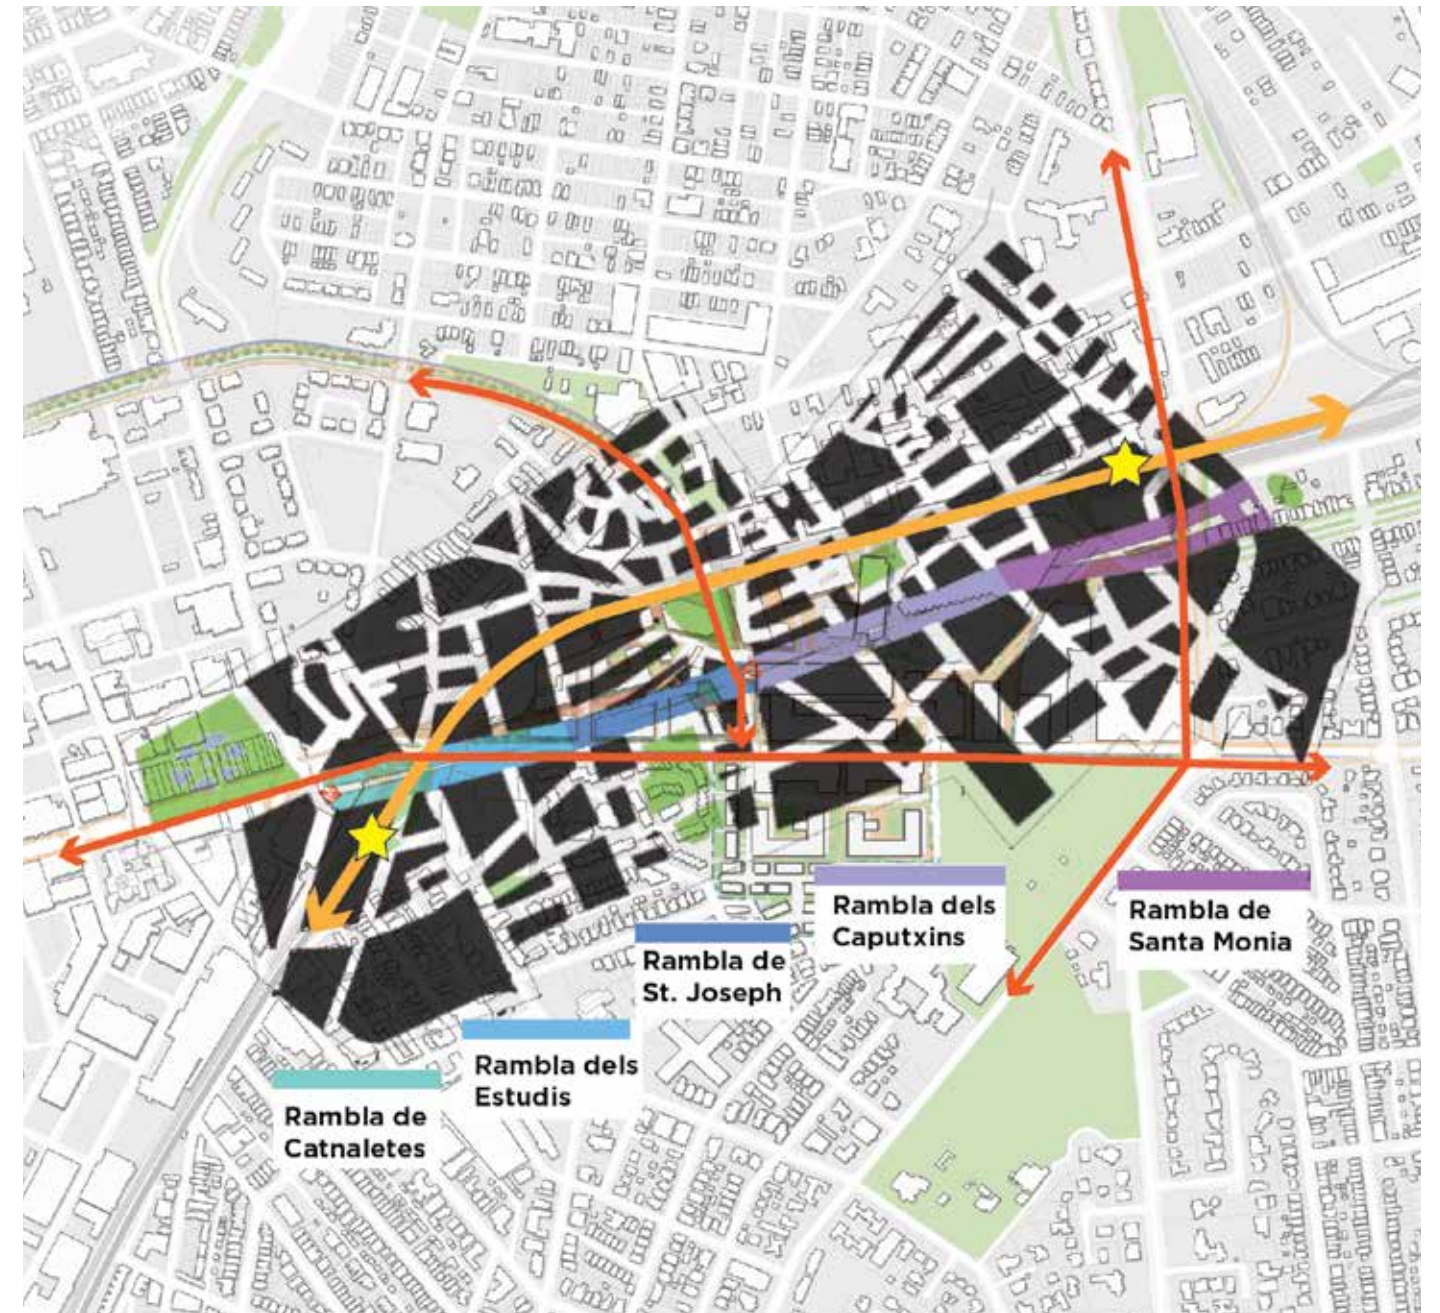 Rambla dels
Caputxins
Rambla de
Santa Monia
Rambla de
St. Joseph
Rambla dels
Estudis
Rambla de
Catnaletes